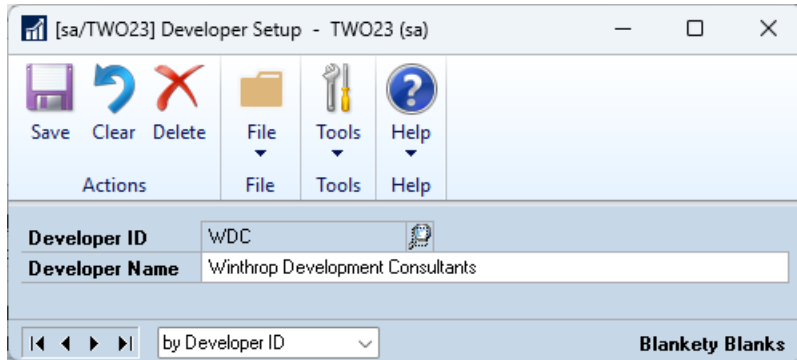 [sa/TWO23] Developer Setup - TWO23 (sa)
Save Clear Delete File Tools Help
Actions File Tools Help
Developer ID WDC
Developer Name Winthrop Development Consultants
by Developer ID Blankety Blanks